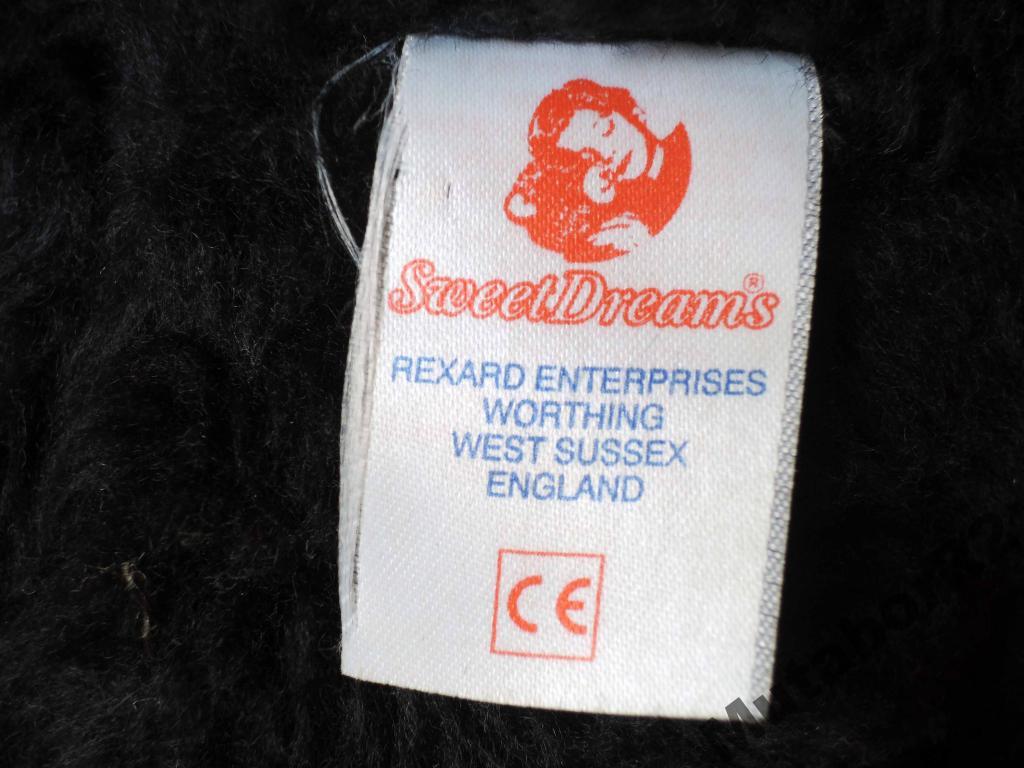 SweetDreams®
REXARD ENTERPRISES
WORTHING
WEST SUSSEX
ENGLAND
CE